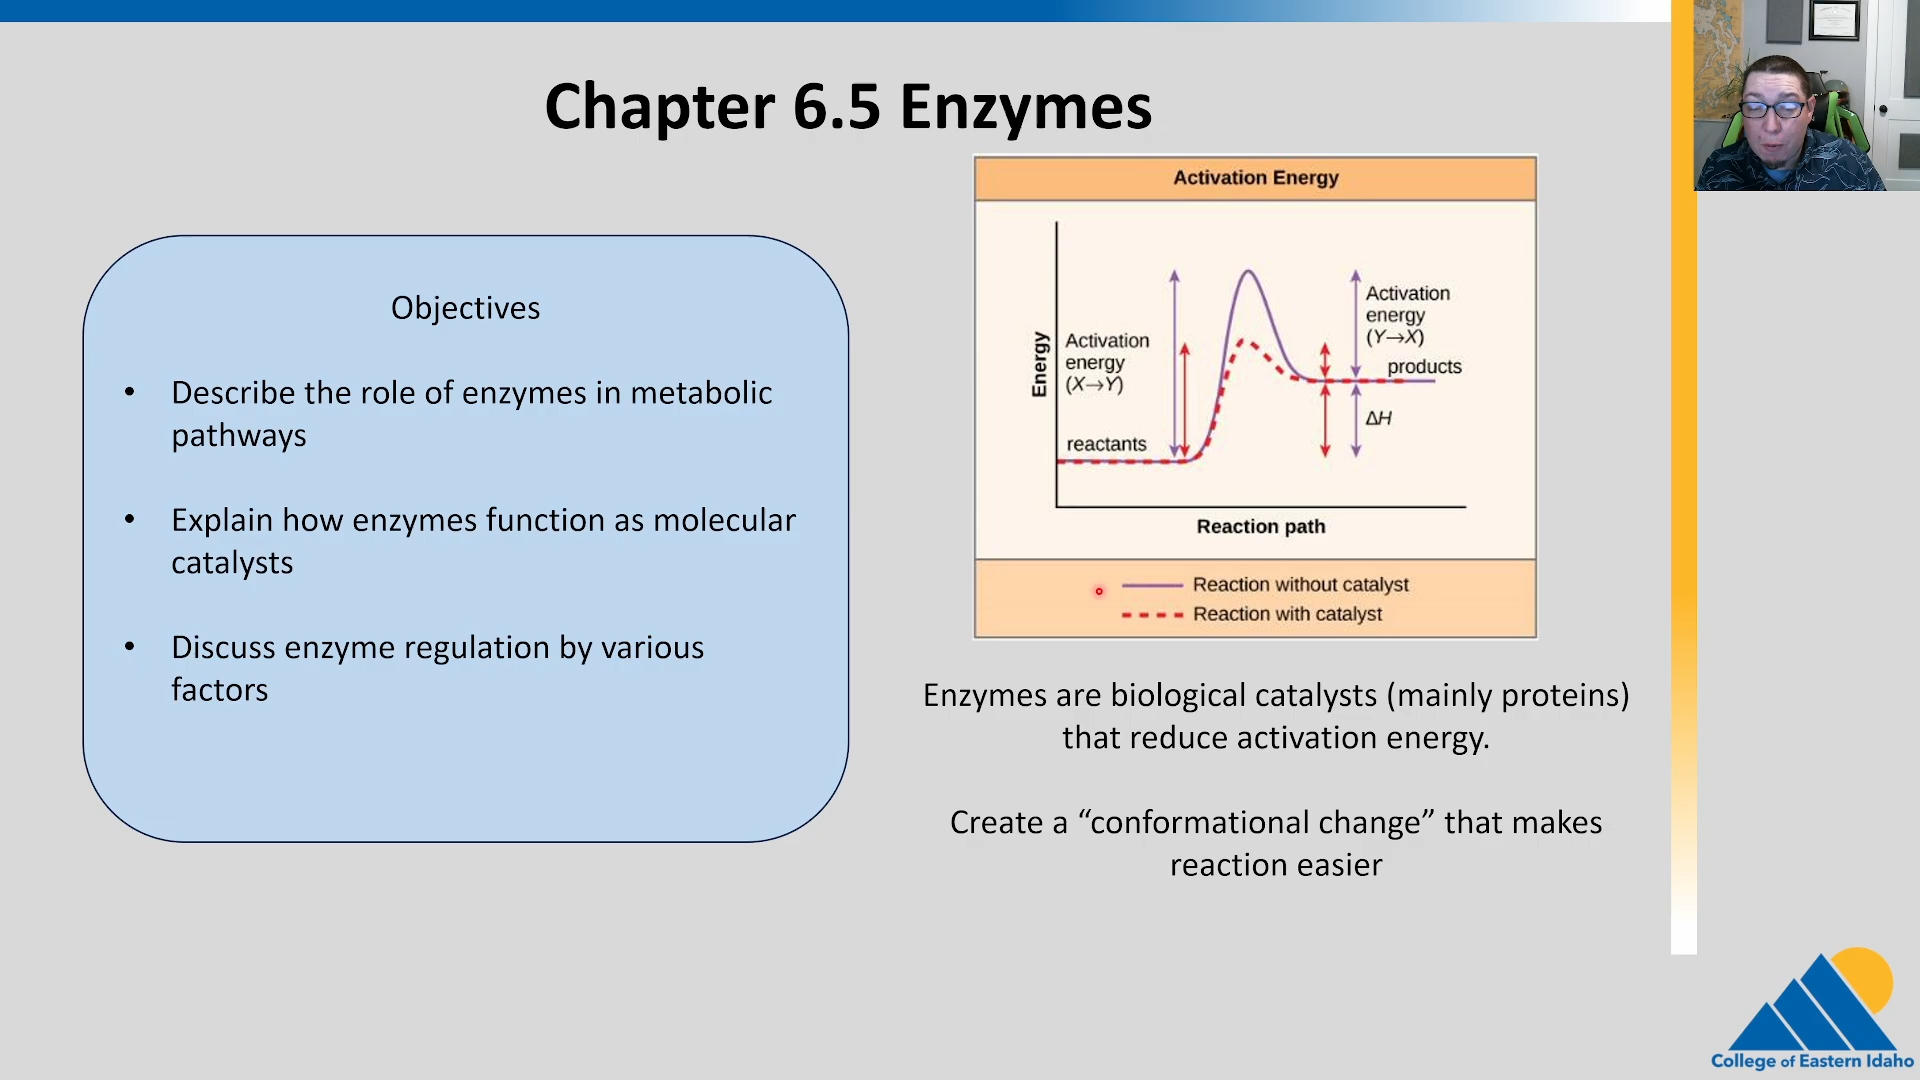 Chapter 6.5 Enzymes
Objectives
• Describe the role of enzymes in metabolic
pathways
• Explain how enzymes function as molecular
catalysts
• Discuss enzyme regulation by various
factors
Activation Energy
Energy
Activation
energy
(X→Y)
reactants
Activation
energy
(Y→X)
products
ΔH
Reaction path
Reaction without catalyst
Reaction with catalyst
Enzymes are biological catalysts (mainly proteins)
that reduce activation energy.
Create a “conformational change” that makes
reaction easier
College of Eastern Idaho